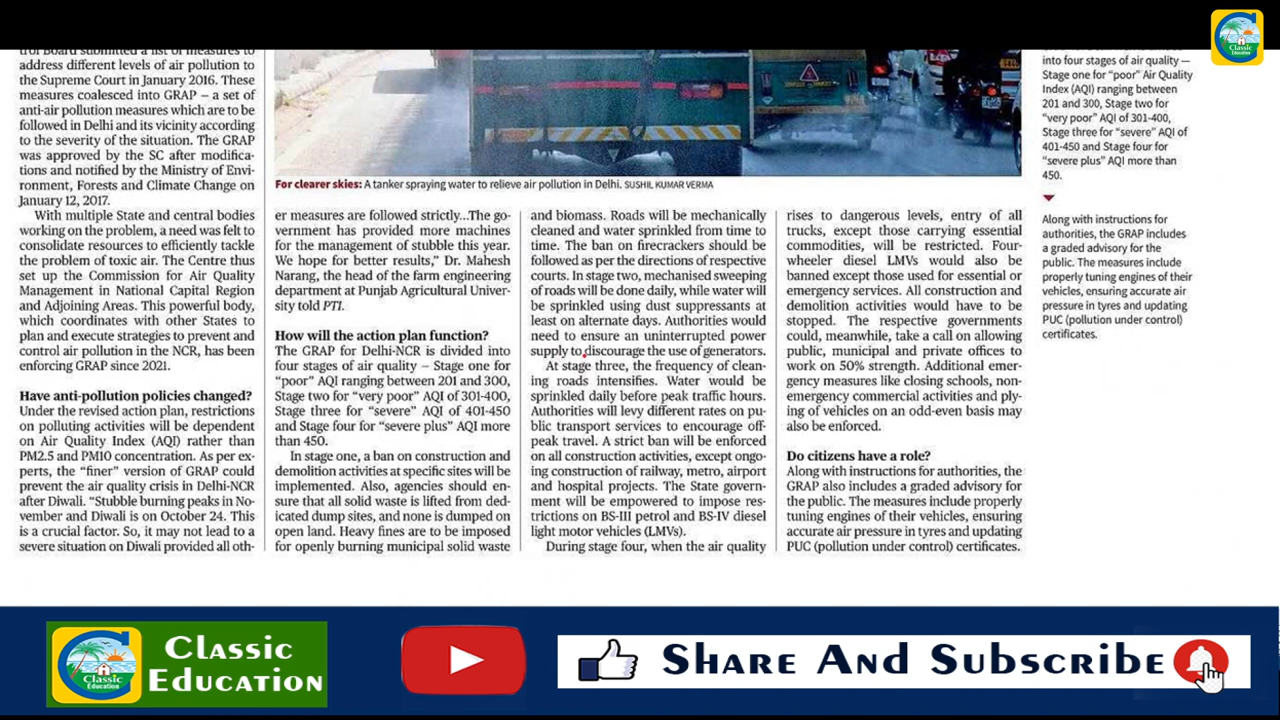 trol Board submitted a list of measures to
address different levels of air pollution to
the Supreme Court in January 2016. These
measures coalesced into GRAP – a set of
anti-air pollution measures which are to be
followed in Delhi and its vicinity according
to the severity of the situation. The GRAP
was approved by the SC after modifica-
tions and notified by the Ministry of Envi-
ronment, Forests and Climate Change on
January 12, 2017.
With multiple State and central bodies
working on the problem, a need was felt to
consolidate resources to efficiently tackle
the problem of toxic air. The Centre thus
set up the Commission for Air Quality
Management in National Capital Region
and Adjoining Areas. This powerful body,
which coordinates with other States to
plan and execute strategies to prevent and
control air pollution in the NCR, has been
enforcing GRAP since 2021.
Have anti-pollution policies changed?
Under the revised action plan, restrictions
on polluting activities will be dependent
on Air Quality Index (AQI) rather than
PM2.5 and PM10 concentration. As per ex-
perts, the “finer” version of GRAP could
prevent the air quality crisis in Delhi-NCR
after Diwali. “Stubble burning peaks in No-
vember and Diwali is on October 24. This
is a crucial factor. So, it may not lead to a
severe situation on Diwali provided all oth-
For clearer skies: A tanker spraying water to relieve air pollution in Delhi. SUSHIL KUMAR VERMA
er measures are followed strictly...The go-
vernment has provided more machines
for the management of stubble this year.
We hope for better results,” Dr. Mahesh
Narang, the head of the farm engineering
department at Punjab Agricultural Univer-
sity told PTI.
How will the action plan function?
The GRAP for Delhi-NCR is divided into
four stages of air quality – Stage one for
“poor” AQI ranging between 201 and 300,
Stage two for “very poor” AQI of 301-400,
Stage three for “severe” AQI of 401-450
and Stage four for “severe plus” AQI more
than 450.
In stage one, a ban on construction and
demolition activities at specific sites will be
implemented. Also, agencies should en-
sure that all solid waste is lifted from ded-
icated dump sites, and none is dumped on
open land. Heavy fines are to be imposed
for openly burning municipal solid waste
and biomass. Roads will be mechanically
cleaned and water sprinkled from time to
time. The ban on firecrackers should be
followed as per the directions of respective
courts. In stage two, mechanised sweeping
of roads will be done daily, while water will
be sprinkled using dust suppressants at
least on alternate days. Authorities would
need to ensure an uninterrupted power
supply to discourage the use of generators.
At stage three, the frequency of clean-
ing roads intensifies. Water would be
sprinkled daily before peak traffic hours.
Authorities will levy different rates on pu-
blic transport services to encourage off-
peak travel. A strict ban will be enforced
on all construction activities, except ongo-
ing construction of railway, metro, airport
and hospital projects. The State govern-
ment will be empowered to impose res-
trictions on BS-III petrol and BS-IV diesel
light motor vehicles (LMVs).
During stage four, when the air quality
rises to dangerous levels, entry of all
trucks, except those carrying essential
commodities, will be restricted. Four-
wheeler diesel LMVs would also be
banned except those used for essential or
emergency services. All construction and
demolition activities would have to be
stopped. The respective governments
could, meanwhile, take a call on allowing
public, municipal and private offices to
work on 50% strength. Additional emer-
gency measures like closing schools, non-
emergency commercial activities and ply-
ing of vehicles on an odd-even basis may
also be enforced.
Do citizens have a role?
Along with instructions for authorities, the
GRAP also includes a graded advisory for
the public. The measures include properly
tuning engines of their vehicles, ensuring
accurate air pressure in tyres and updating
PUC (pollution under control) certificates.
into four stages of air quality —
Stage one for “poor” Air Quality
Index (AQI) ranging between
201 and 300, Stage two for
“very poor” AQI of 301-400,
Stage three for “severe” AQI of
401-450 and Stage four for
“severe plus” AQI more than
450.
Along with instructions for
authorities, the GRAP includes
a graded advisory for the
public. The measures include
properly tuning engines of their
vehicles, ensuring accurate air
pressure in tyres and updating
PUC (pollution under control)
certificates.
Classic
Education
Classic
Education
Classic
Education
Share And Subscribe